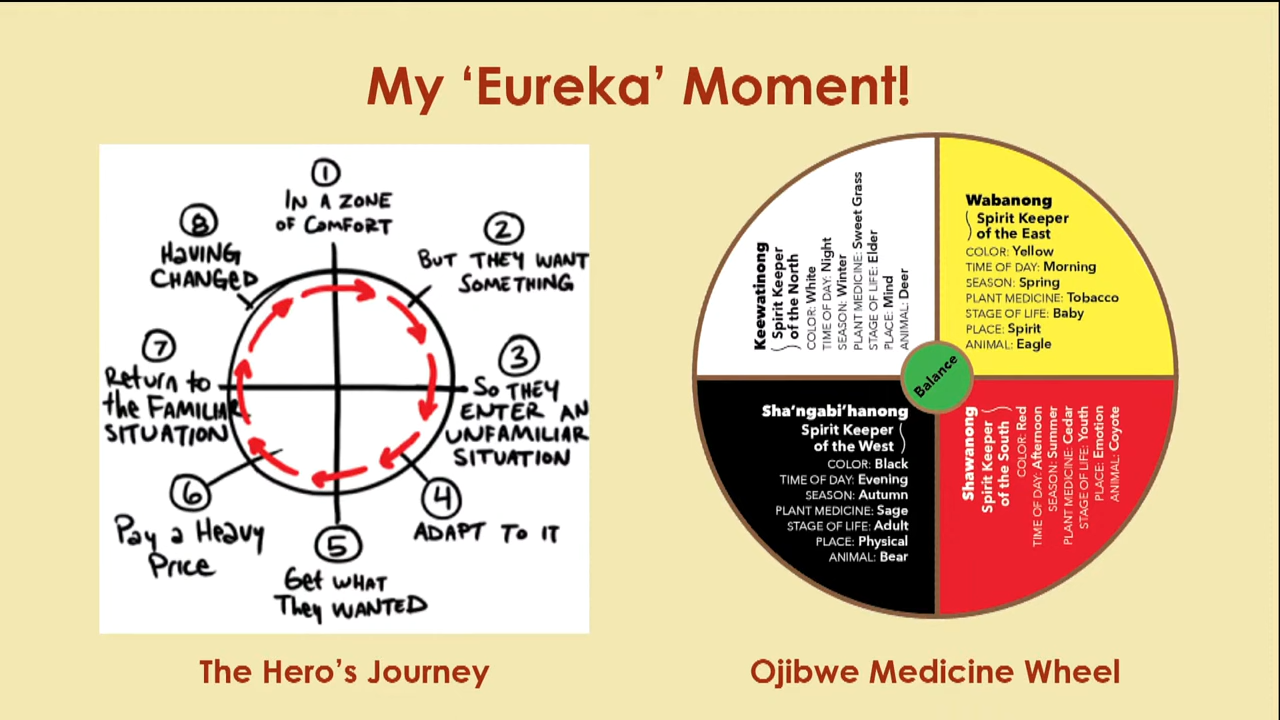 My ‘Eureka’ Moment!
1
IN A ZONE
OF COMFORT
2
BUT THEY WANT
SOMETHING
3
SO THEY
ENTER AN
UNFAMILIAR
SITUATION
4
ADAPT TO IT
5
Get WHAT
They WANTED
6
Pay a Heavy
Price
7
Return to
the FAMILIAR
SITUATION
8
HAVING
CHANGED
The Hero’s Journey
Keewatinong
Spirit Keeper
of the North
COLOR: White
TIME OF DAY: Night
SEASON: Winter
PLANT MEDICINE: Sweet Grass
STAGE OF LIFE: Elder
PLACE: Mind
ANIMAL: Deer
Wabanong
Spirit Keeper
of the East
COLOR: Yellow
TIME OF DAY: Morning
SEASON: Spring
PLANT MEDICINE: Tobacco
STAGE OF LIFE: Baby
PLACE: Spirit
ANIMAL: Eagle
Balance
Sha’ngabi’hanong
Spirit Keeper
of the West
COLOR: Black
TIME OF DAY: Evening
SEASON: Autumn
PLANT MEDICINE: Sage
STAGE OF LIFE: Adult
PLACE: Physical
ANIMAL: Bear
Shawanong
Spirit Keeper
of the South
COLOR: Red
TIME OF DAY: Afternoon
SEASON: Summer
PLANT MEDICINE: Cedar
STAGE OF LIFE: Youth
PLACE: Emotion
ANIMAL: Coyote
Ojibwe Medicine Wheel